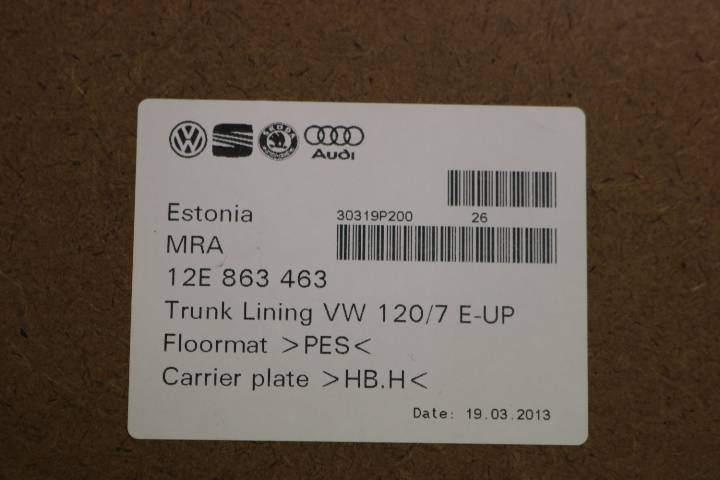 Audi
Estonia 30319P200 26
MRA
12E 863 463
Trunk Lining VW 120/7 E-UP
Floormat >PES<
Carrier plate >HB.H<
Date: 19.03.2013